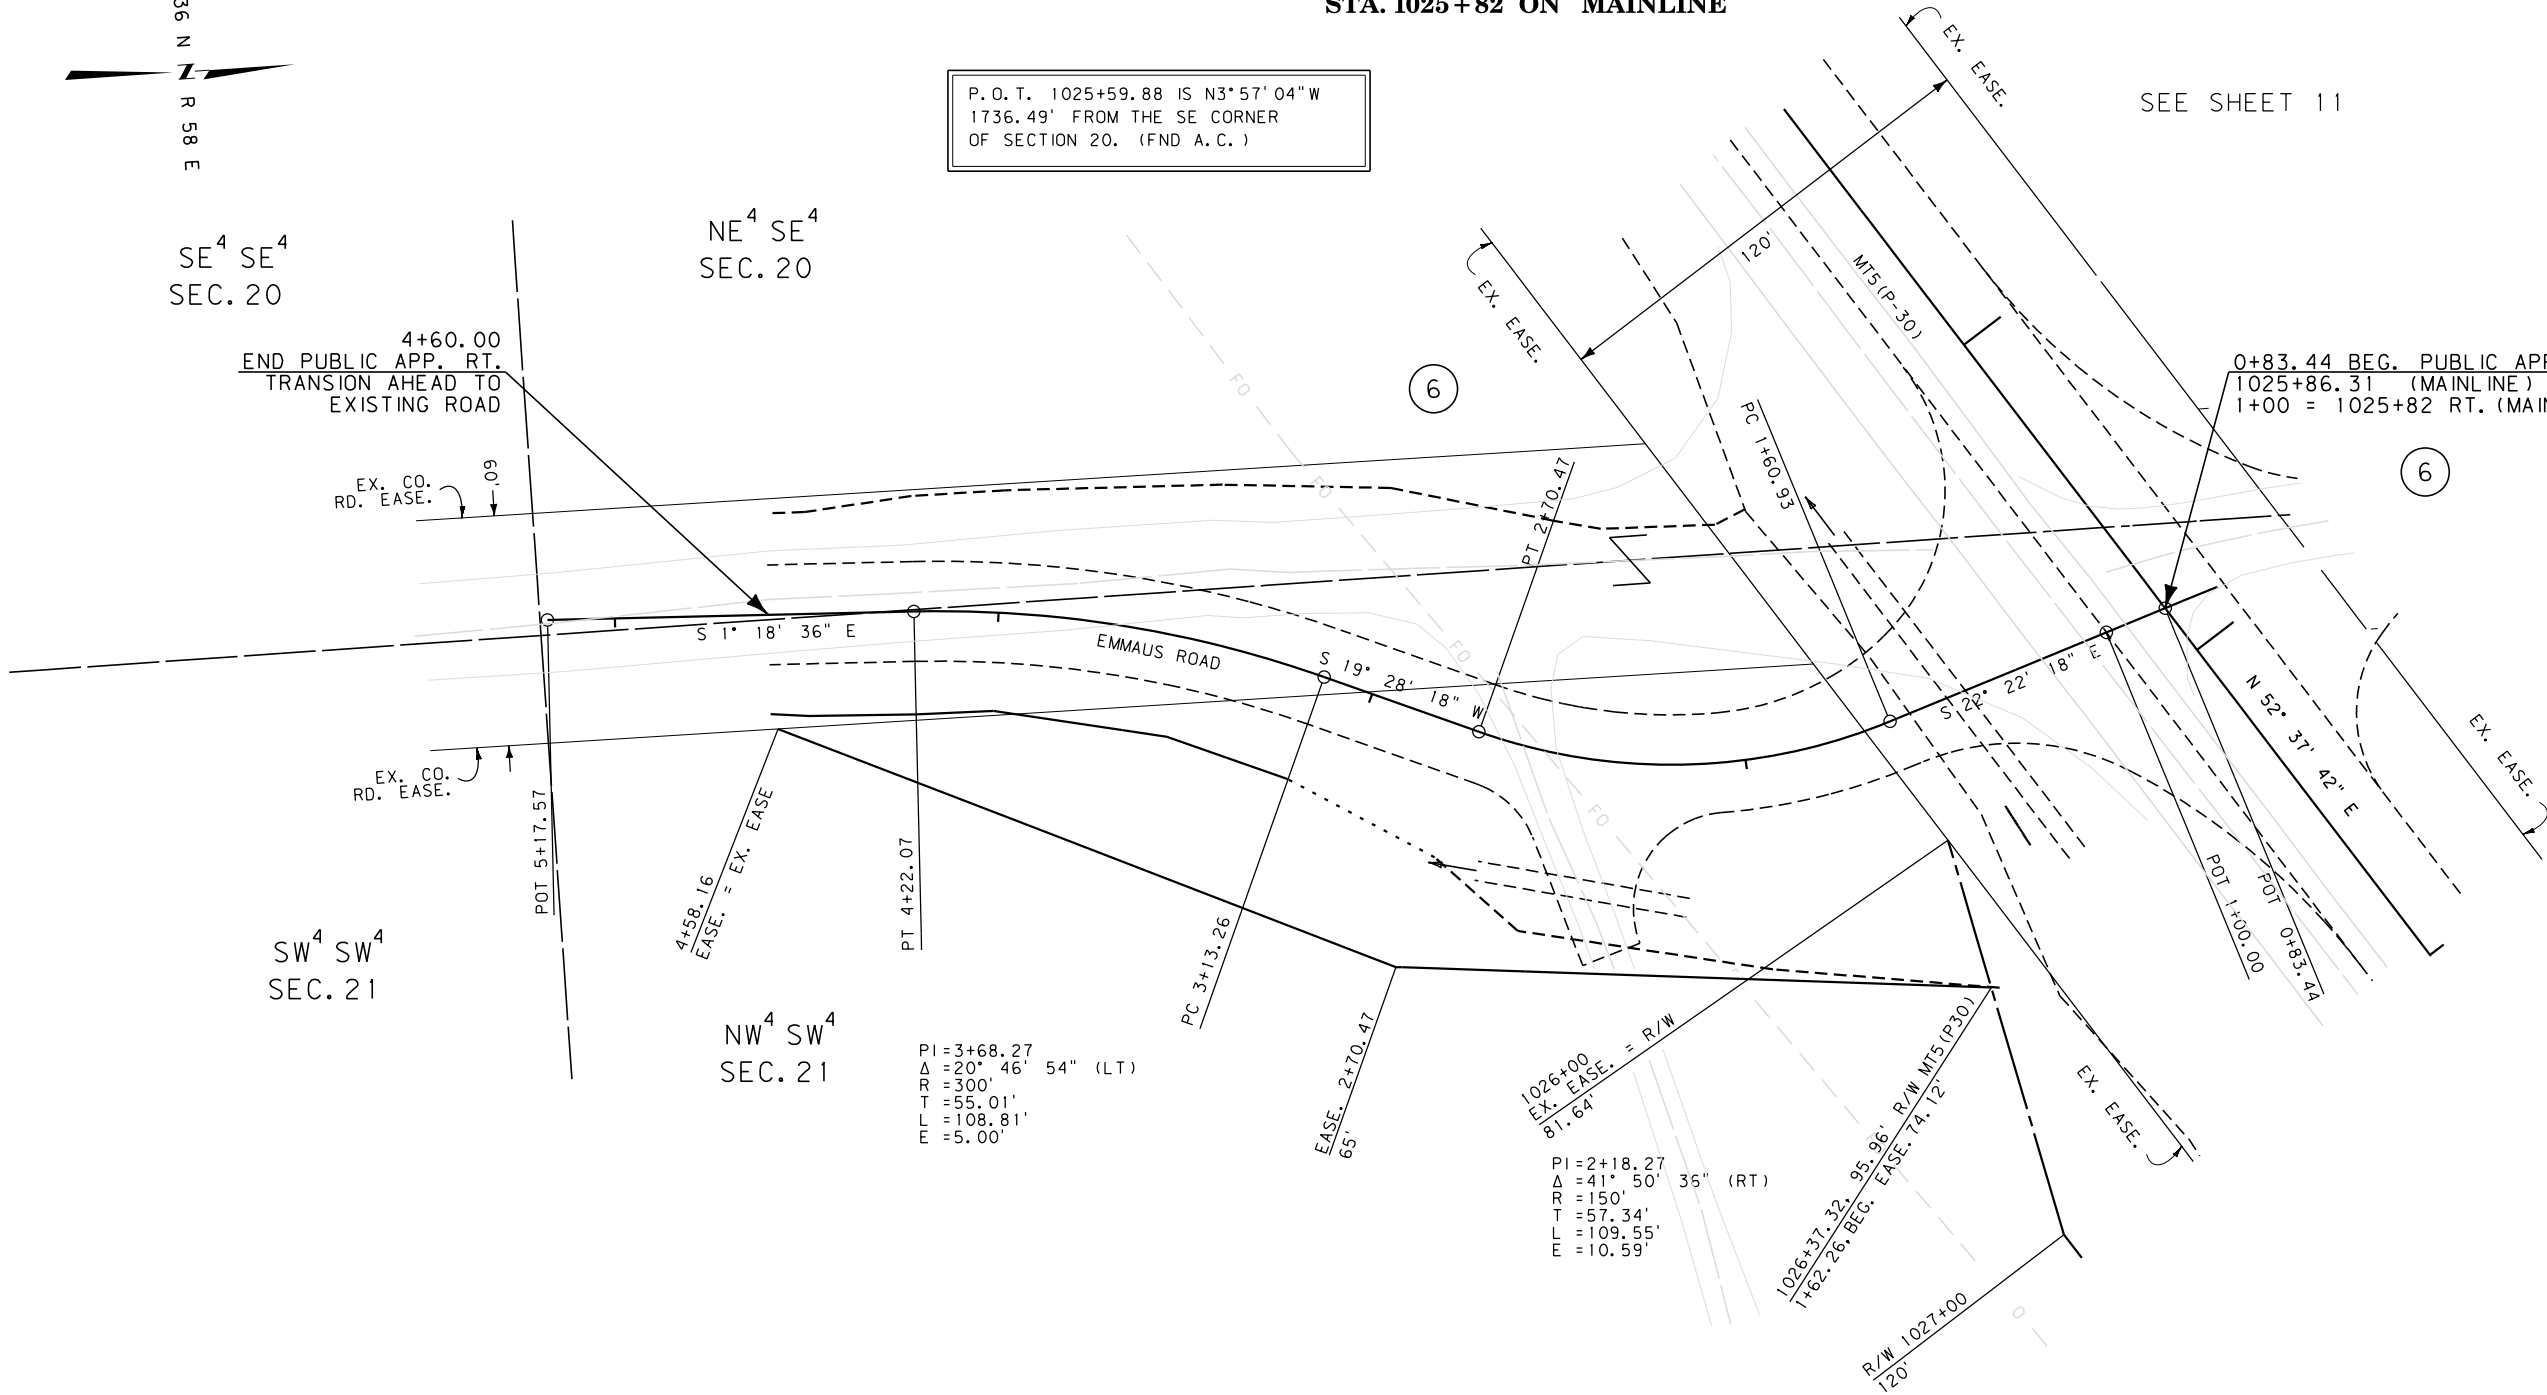 STA. 1025+82 ON MAINLINE
36 N
Z
R 58 E
P.O.T. 1025+59.88 IS N3°57'04"W
1736.49' FROM THE SE CORNER
OF SECTION 20. (FND A.C.)
EX. EASE.
SEE SHEET 11
SE4 SE4
SEC.20
NE4 SE4
SEC.20
120'
MT5(P-30)
EX. EASE.
4+60.00
END PUBLIC APP. RT.
TRANSION AHEAD TO
EXISTING ROAD
FO
6
PC 1+60.93
0+83.44 BEG. PUBLIC APP
1025+86.31 (MAINLINE)
1+00 = 1025+82 RT.(MAIN
6
60'
EX. CO.
RD. EASE.
FO
PT 2+70.47
S 1° 18' 36" E
EMMAUS ROAD
FO
S 19° 28' 18" W
S 22° 22' 18" E
N 52° 37' 42" E
EX. EASE.
EX. CO.
RD. EASE.
FO
POT 5+17.57
4+58.16
EASE. = EX. EASE
PT 4+22.07
PC 3+13.26
POT 1+00.00
POT 0+83.44
SW4 SW4
SEC.21
NW4 SW4
SEC.21
PI=3+68.27
Δ =20° 46' 54" (LT)
R =300'
T =55.01'
L =108.81'
E =5.00'
EASE. 2+70.47
65'
1026+00
EX. EASE. = R/W
81.64'
EX. EASE.
PI=2+18.27
Δ =41° 50' 36" (RT)
R =150'
T =57.34'
L =109.55'
E =10.59'
1026+37.32, 95.96' R/W MT5(P30)
1+62.26,BEG. EASE.74.12'
O
R/W 1027+00
120'